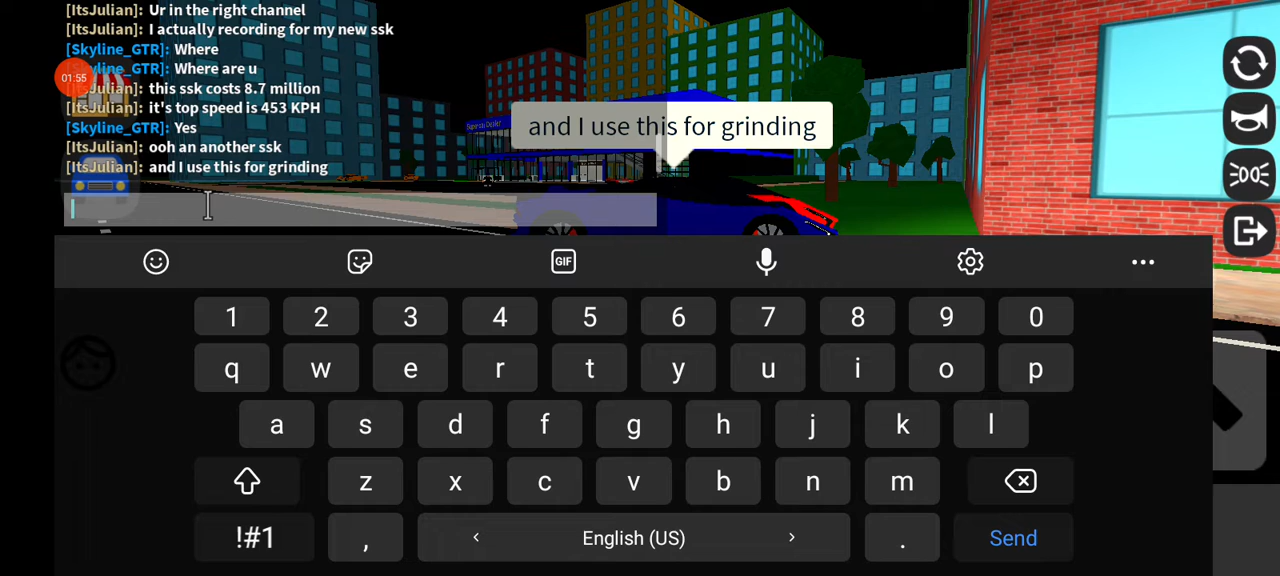 [ItsJulian]: Ur in the right channel
[ItsJulian]: I actually recording for my new ssk
[Skyline_GTR]: Where
Skyline_GTR]: Where are u
01:55
[ItsJulian]: this ssk costs 8.7 million
[ItsJulian]: it's top speed is 453 KPH
[Skyline_GTR]: Yes
[ItsJulian]: ooh an another ssk
[ItsJulian]: and I use this for grinding
and I use this for grinding
GIF
1 2 3 4 5 6 7 8 9 0
q w e r t y u i o p
a s d f g h j k l
z x c v b n m
!#1 , < English (US) > . Send